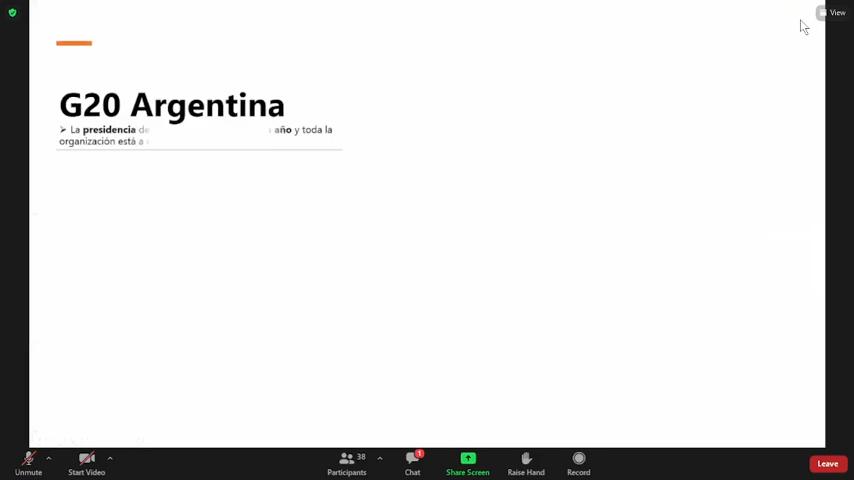 View
G20 Argentina
➤ La presidencia de año y toda la
organización está a
38
1
Unmute
Start Video
Participants
Chat
Share Screen
Raise Hand
Record
Leave